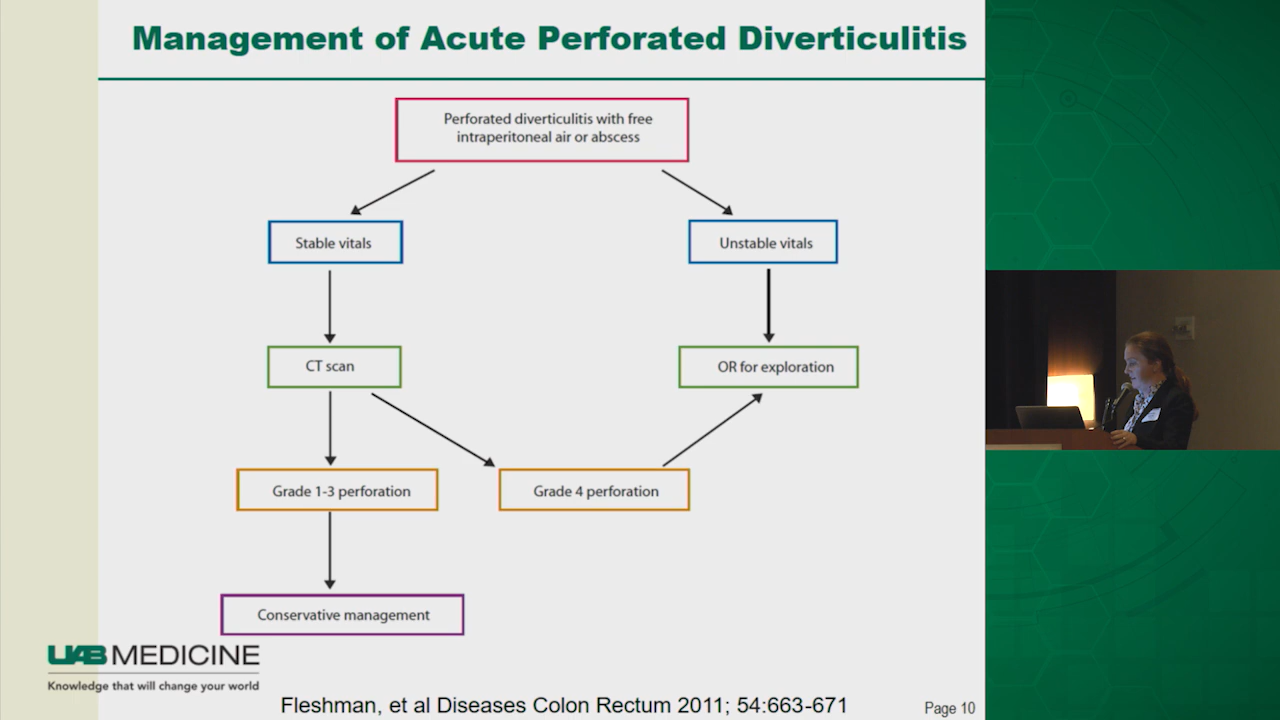 Management of Acute Perforated Diverticulitis
Perforated diverticulitis with free
intraperitoneal air or abscess
Stable vitals
Unstable vitals
CT scan
OR for exploration
Grade 1-3 perforation
Grade 4 perforation
Conservative management
UAB MEDICINE
Knowledge that will change your world
Fleshman, et al Diseases Colon Rectum 2011; 54:663-671
Page 10